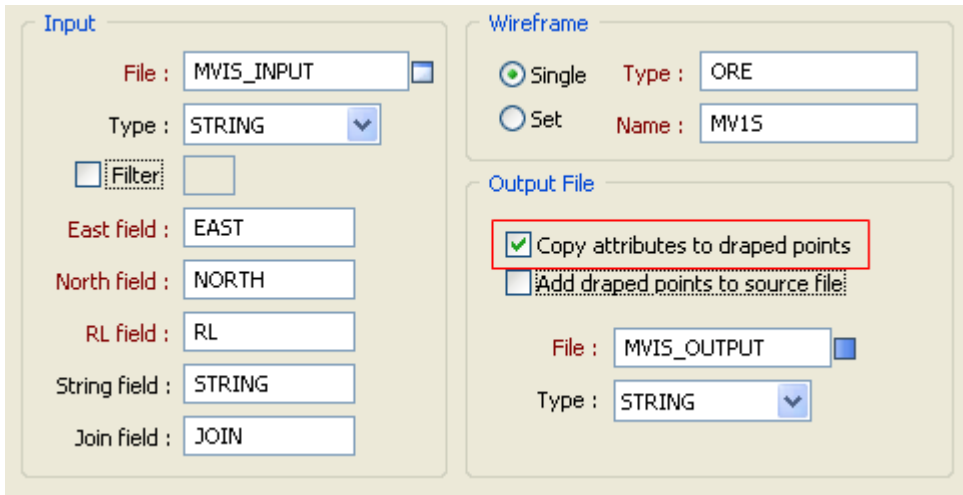 Input
File : MVIS_INPUT
Type : STRING
Filter
East field : EAST
North field : NORTH
RL field : RL
String field : STRING
Join field : JOIN
Wireframe
Single Type : ORE
Set Name : MV1S
Output File
Copy attributes to draped points
Add draped points to source file
File : MVIS_OUTPUT
Type : STRING